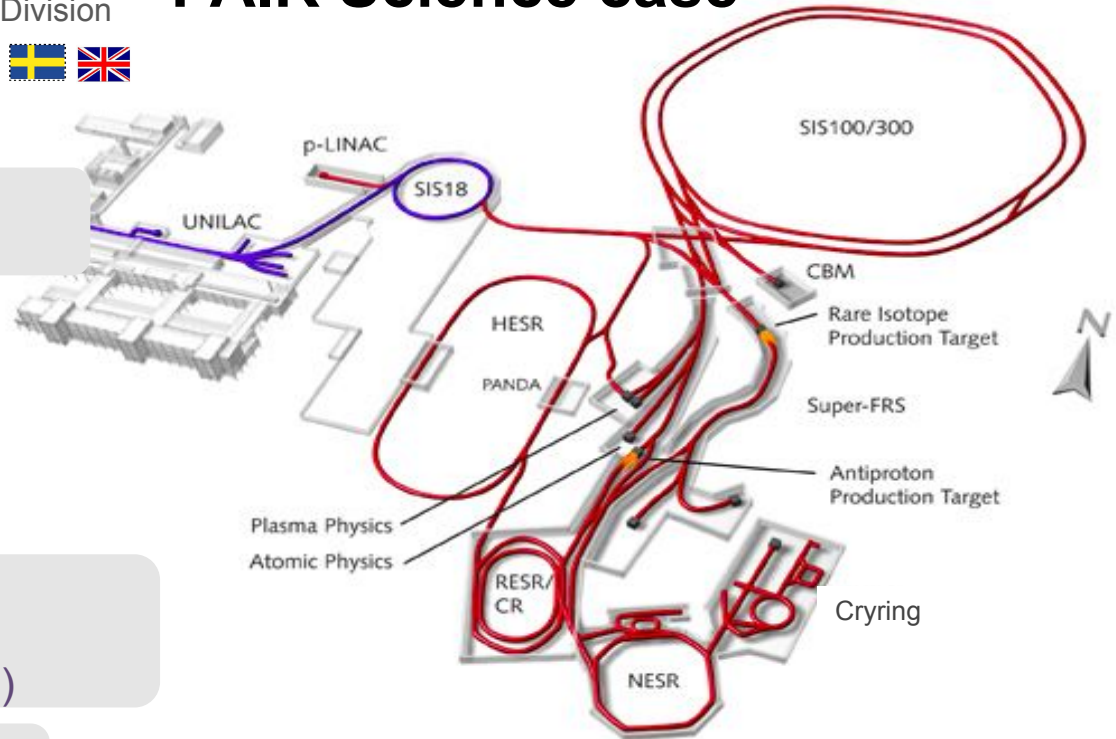 Division
FAIR Science case
p-LINAC
SIS18
SIS100/300
UNILAC
CBM
N
HESR
Rare Isotope
Production Target
PANDA
Super-FRS
Antiproton
Production Target
Plasma Physics
Atomic Physics
RESR/
CR
Cryring
NESR
)